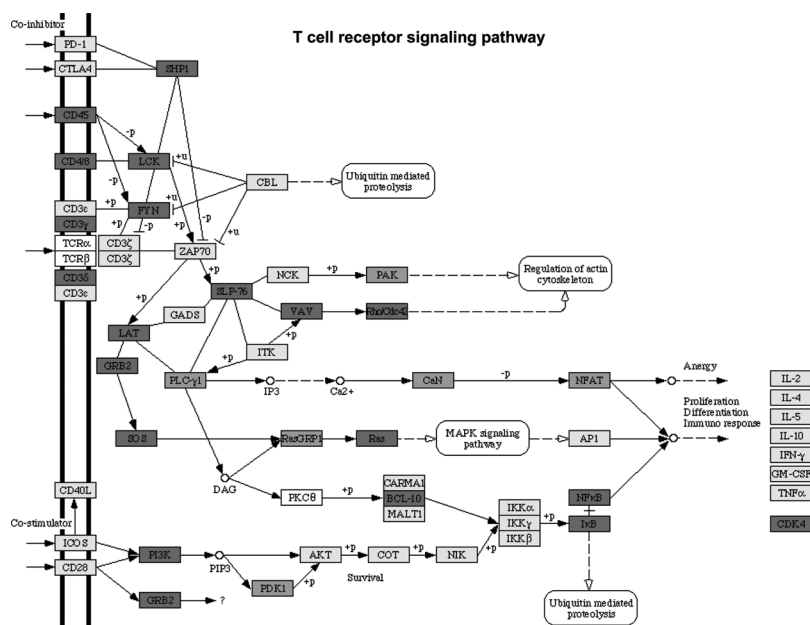 T cell receptor signaling pathway
Co-inhibitor
PD-1
CTLA4
SHP1
CD45
-p
CD4/8
LCK
+u
CBL
Ubiquitin mediated
proteolysis
-p
+u
CD3ε
+p
FYN
CD3γ
+p
-p
+p
-p
+u
TCRα
CD3ζ
TCRβ
CD3ζ
ZAP70
CD3δ
CD3ε
+p
SLP-76
NCK
+p
PAK
Regulation of actin
cytoskeleton
+p
GADS
VAV
Rho/Cdc42
LAT
+p
ITK
GRB2
+p
PLC-γ1
IP3
Ca2+
CaN
-p
NFAT
Anergy
Proliferation
Differentiation
Immuno response
IL-2
IL-4
IL-5
IL-10
IFN-γ
GM-CSF
TNFα
CDK4
SOS
RasGRP1
Ras
MAPK signaling
pathway
AP1
DAG
CD40L
PKCθ
+p
CARMA1
BCL-10
MALT1
NFκB
IKKα
IKKγ
IKKβ
+p
IκB
Co-stimulator
ICOS
CD28
PI3K
PIP3
AKT
+p
COT
+p
NIK
+p
PDK1
+p
Survival
GRB2
?
Ubiquitin mediated
proteolysis